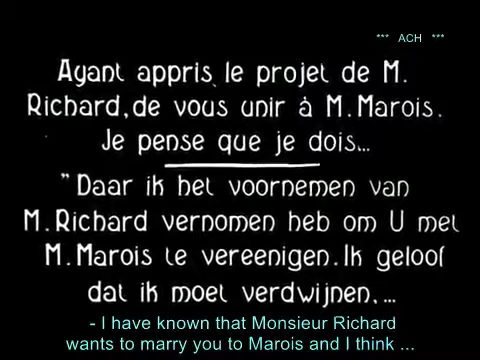 *** ACH ***
Ayant appris, le projet de M.
Richard, de vous unir à M. Marois.
Je pense que je dois...
"Daar ik het voornemen van
M. Richard vernomen heb om U met
M. Marois te vereenigen. Ik geloof
dat ik moet verdwijnen, ...
- I have known that Monsieur Richard
wants to marry you to Marois and I think ...